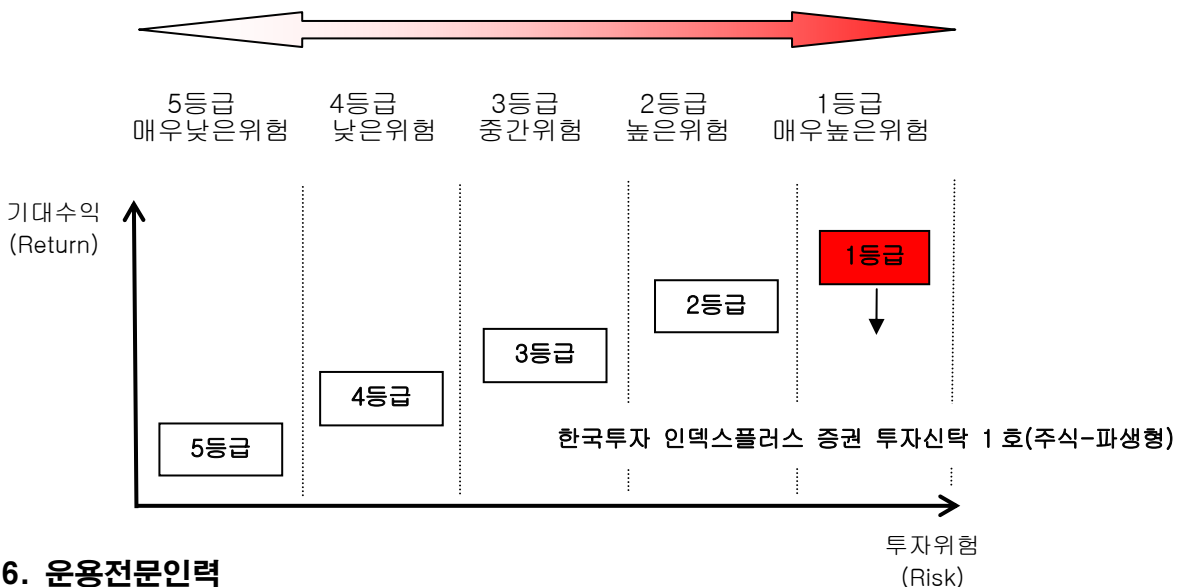 5등급 4등급 3등급 2등급 1등급
매우낮은위험 낮은위험 중간위험 높은위험 매우높은위험
기대수익
(Return)
1등급
2등급
3등급
4등급
5등급
한국투자 인덱스플러스 증권 투자신탁 1 호(주식-파생형)
투자위험
(Risk)
6. 운용전문인력